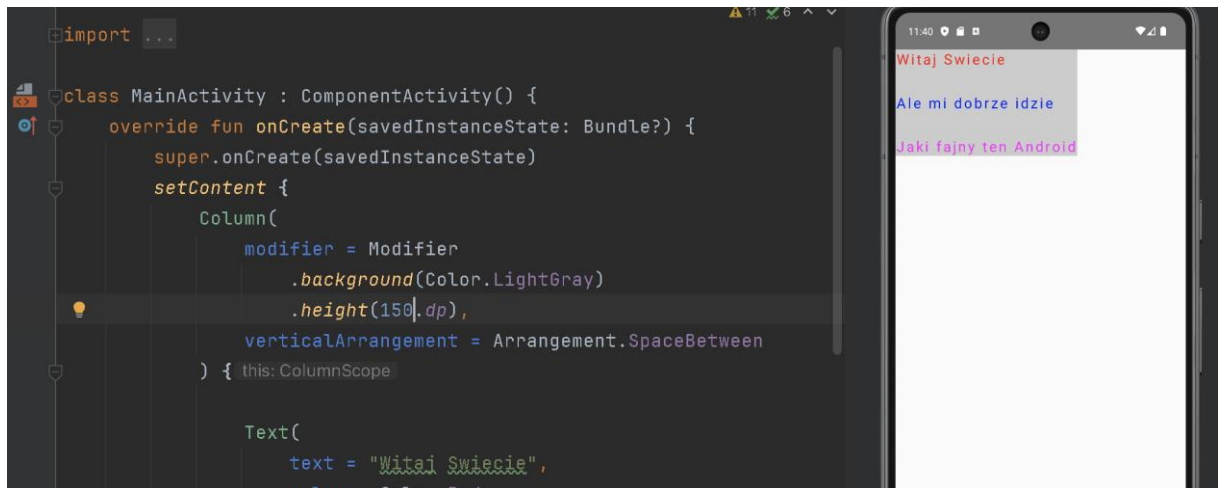 11 6
import ...
class MainActivity : ComponentActivity() {
override fun onCreate(savedInstanceState: Bundle?) {
super.onCreate(savedInstanceState)
setContent {
Column(
modifier = Modifier
.background(Color.LightGray)
.height(150.dp),
verticalArrangement = Arrangement.SpaceBetween
) { this: ColumnScope
Text(
text = "Witaj Swiecie",
11:40
Witaj Swiecie
Ale mi dobrze idzie
Jaki fajny ten Android